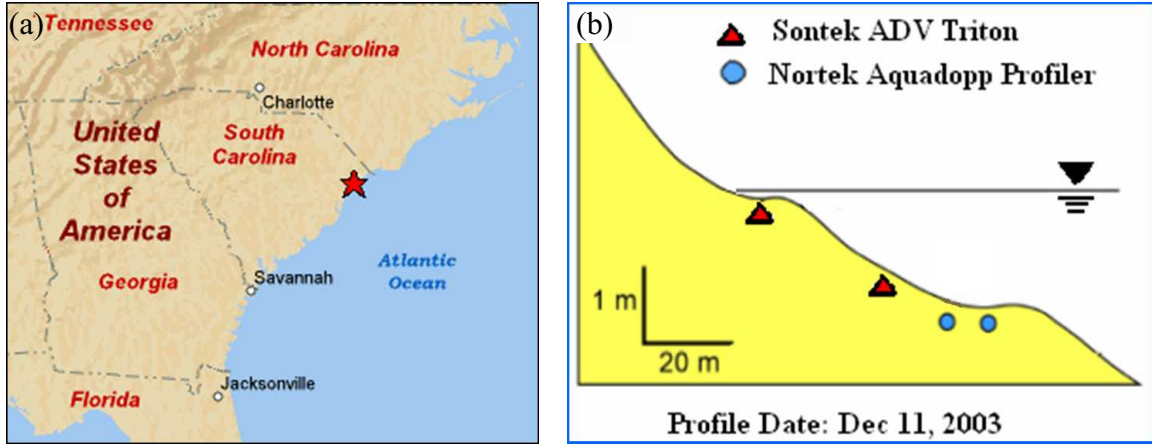 (a)
Tennessee
North Carolina
Charlotte
United
States
of
America
South
Carolina
Georgia
Savannah
Atlantic
Ocean
Jacksonville
Florida
(b)
Sontek ADV Triton
Nortek Aquadopp Profiler
1 m
20 m
Profile Date: Dec 11, 2003